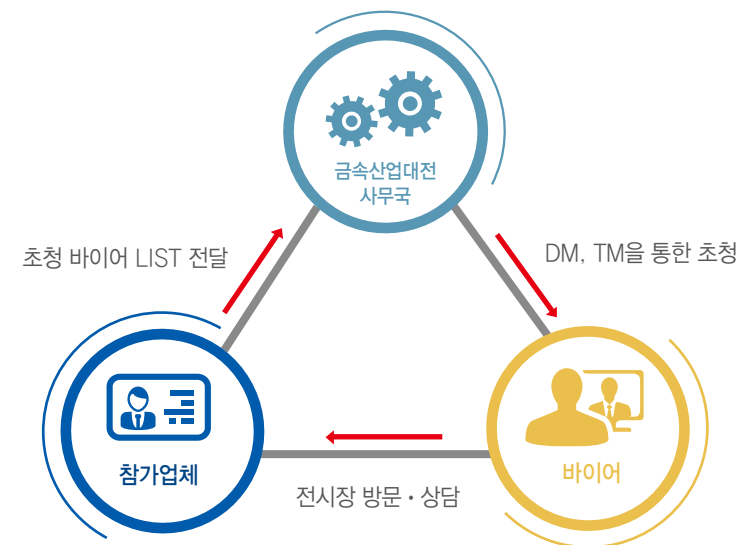 금속산업대전
사무국
초청 바이어 LIST 전달
DM, TM을 통한 초청
참가업체
바이어
전시장 방문·상담